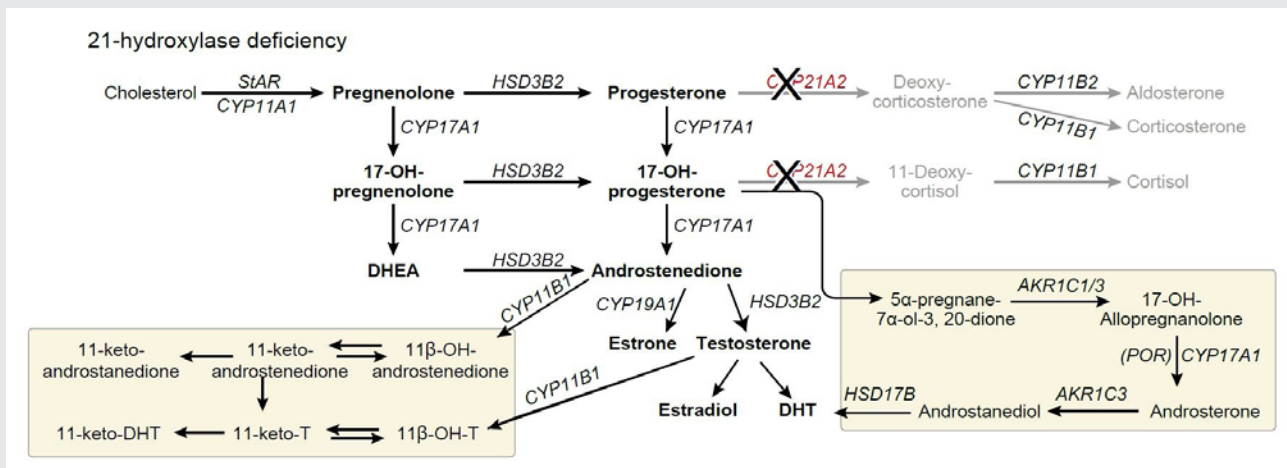 21-hydroxylase deficiency
Cholesterol
StAR
CYP11A1
Pregnenolone
HSD3B2
Progesterone
CYP21A2
Deoxy-
corticosterone
CYP11B2
Aldosterone
CYP11B1
Corticosterone
CYP17A1
CYP17A1
17-OH-
pregnenolone
HSD3B2
17-OH-
progesterone
CYP21A2
11-Deoxy-
cortisol
CYP11B1
Cortisol
CYP17A1
CYP17A1
DHEA
HSD3B2
Androstenedione
CYP11B1
CYP19A1
HSD3B2
Estrone
Testosterone
CYP11B1
Estradiol
DHT
11-keto-
androstanedione
11-keto-
androstenedione
11β-OH-
androstenedione
11-keto-DHT
11-keto-T
11β-OH-T
5α-pregnane-
7α-ol-3, 20-dione
AKR1C1/3
17-OH-
Allopregnanolone
(POR)
CYP17A1
HSD17B
Androstanediol
AKR1C3
Androsterone